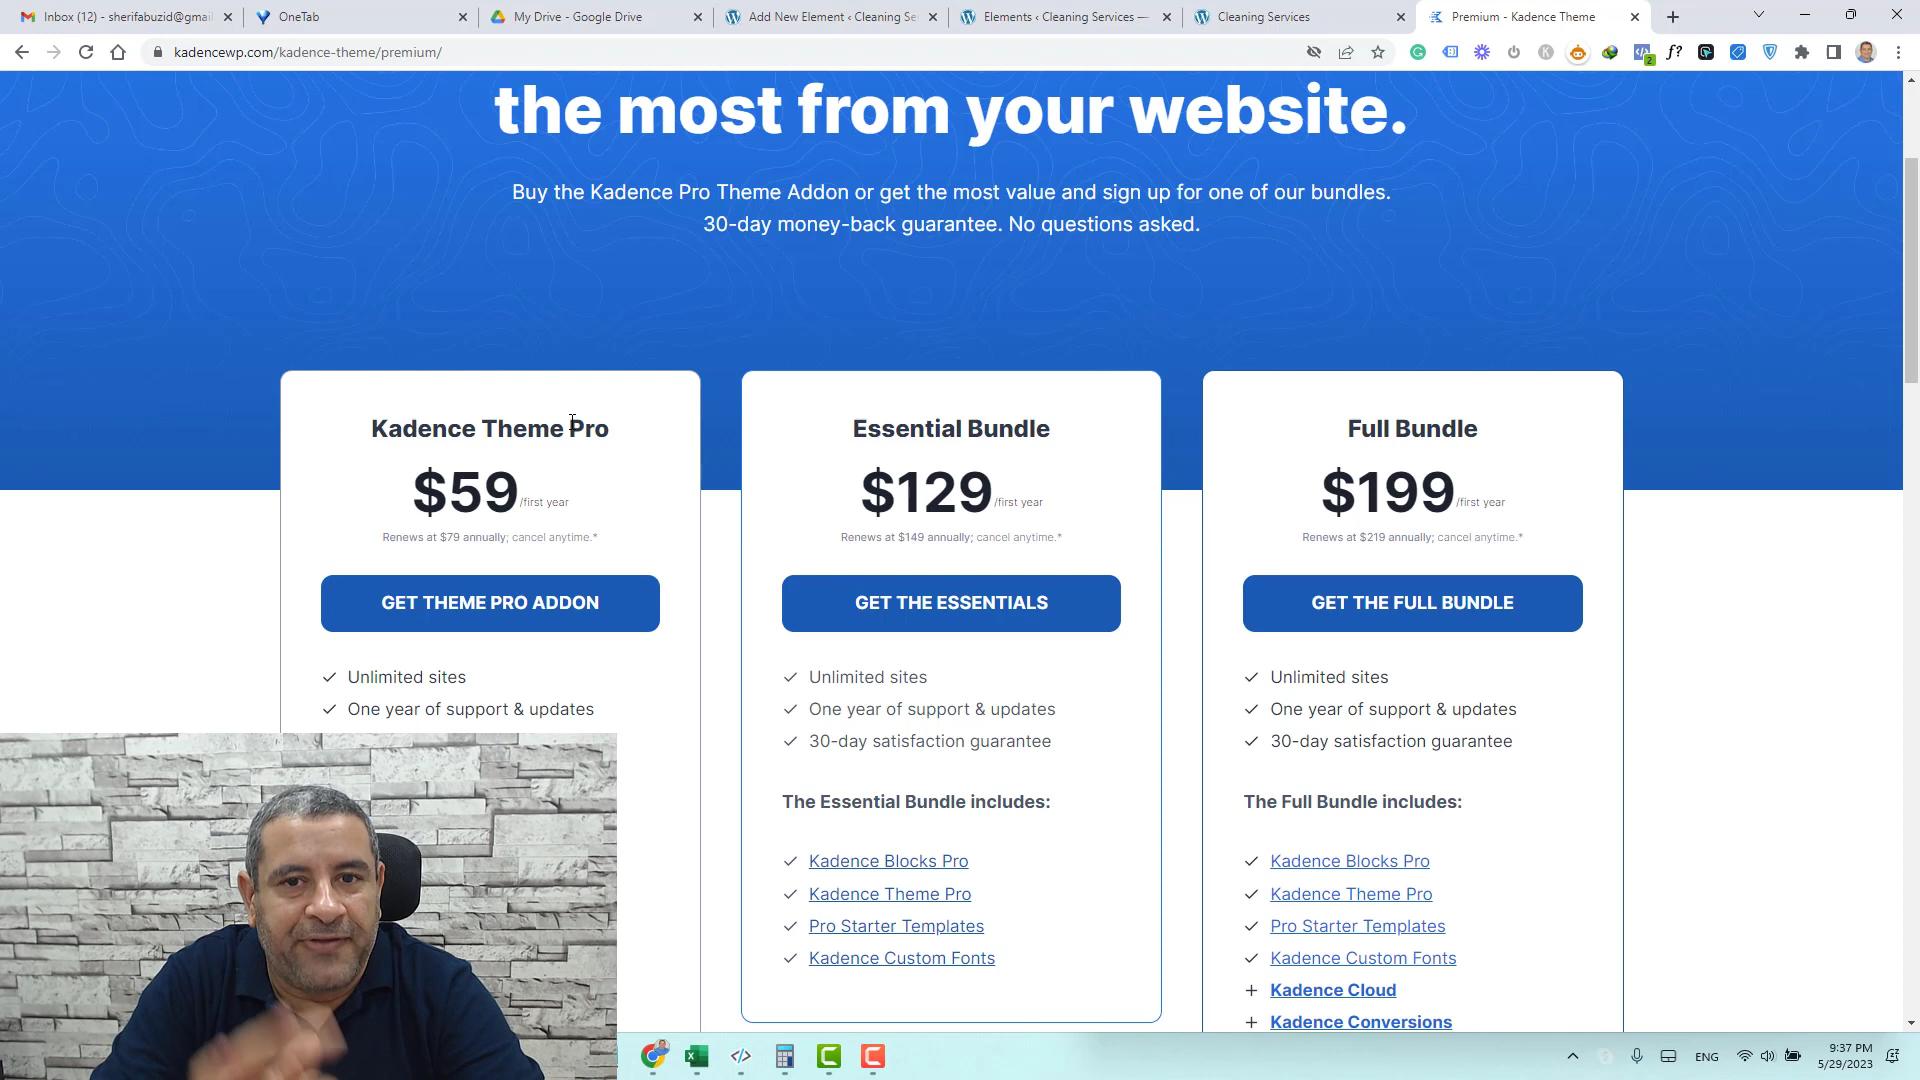 Inbox (12) - sherifabuzid@gmai
OneTab
My Drive - Google Drive
Add New Element ‹ Cleaning Se
Elements ‹ Cleaning Services —
Cleaning Services
Premium - Kadence Theme
kadencewp.com/kadence-theme/premium/
the most from your website.
Buy the Kadence Pro Theme Addon or get the most value and sign up for one of our bundles.
30-day money-back guarantee. No questions asked.
Kadence Theme Pro
$59 /first year
Renews at $79 annually; cancel anytime.*
GET THEME PRO ADDON
Unlimited sites
One year of support & updates
Essential Bundle
$129 /first year
Renews at $149 annually; cancel anytime.*
GET THE ESSENTIALS
Unlimited sites
One year of support & updates
30-day satisfaction guarantee
The Essential Bundle includes:
Kadence Blocks Pro
Kadence Theme Pro
Pro Starter Templates
Kadence Custom Fonts
Full Bundle
$199 /first year
Renews at $219 annually; cancel anytime.*
GET THE FULL BUNDLE
Unlimited sites
One year of support & updates
30-day satisfaction guarantee
The Full Bundle includes:
Kadence Blocks Pro
Kadence Theme Pro
Pro Starter Templates
Kadence Custom Fonts
Kadence Cloud
Kadence Conversions
ENG
9:37 PM
5/29/2023